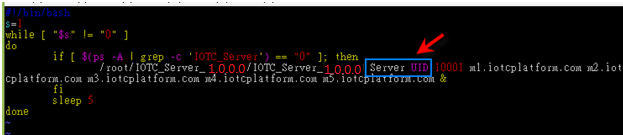 #!/bin/bash
s=1
while [ "$s" != "0" ]
do
if [ $(ps -A | grep -c 'IOTC_Server') == "0" ]; then
/root/IOTC_Server_1.0.0.0/IOTC_Server_1.0.0.0 Server UID 10001 m1.iotcplatform.com m2.iot
cplatform.com m3.iotcplatform.com m4.iotcplatform.com m5.iotcplatform.com &
fi
sleep 5
done
~
~